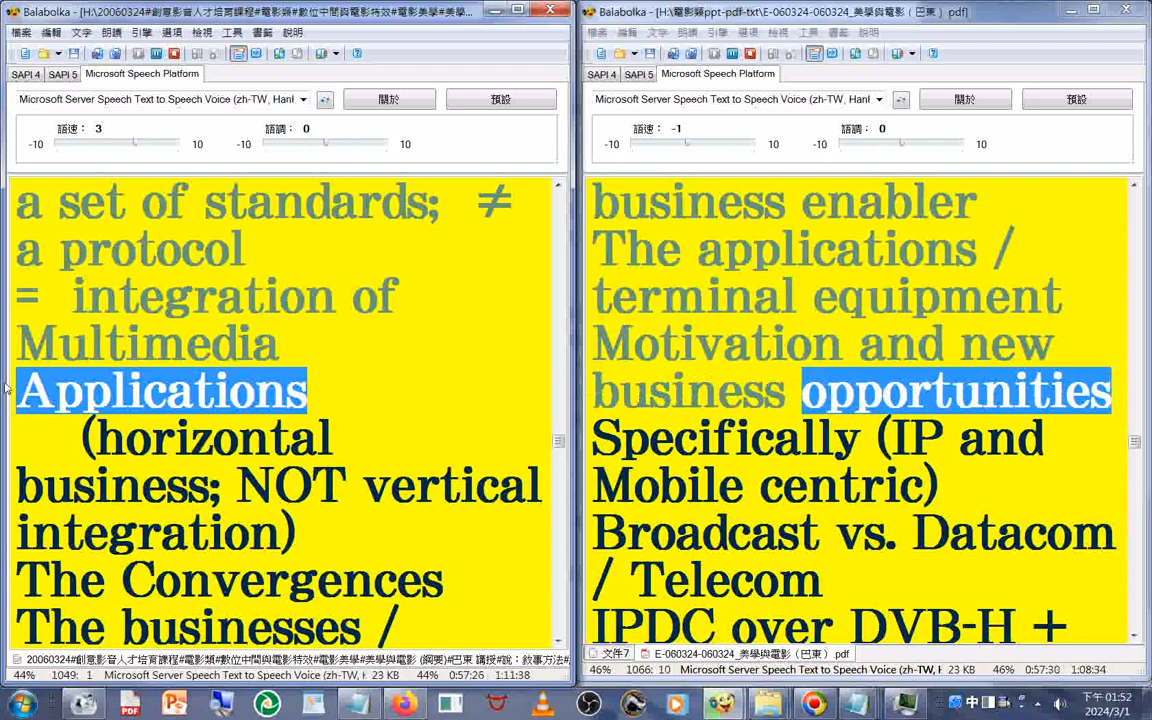 Balabolka - [H:\20060324#創意影音人才培育課程#電影類#數位中間與電影特效#電影美學#美學...
檔案 編輯 文字 朗讀 引擎 選項 檢視 工具 書籤 說明
SAPI 4 SAPI 5 Microsoft Speech Platform
Microsoft Server Speech Text to Speech Voice (zh-TW, Hanl 關於 預設
語速： 3 語調： 0
-10 10 -10 10
a set of standards; ≠
a protocol
= integration of
Multimedia
Applications
(horizontal
business; NOT vertical
integration)
The Convergences
The businesses /
20060324#創意影音人才培育課程#電影類#數位中間與電影特效#電影美學#美學與電影 (綱要)#巴東 講授#說：敘事方法#
44% 1049: 1 Microsoft Server Speech Text to Speech Voice (zh-TW, H 23 KB 44% 0:57:26 1:11:38
Balabolka - [H:\電影類ppt-pdf-txt\E-060324-060324_美學與電影（巴東）pdf]
檔案 編輯 文字 朗讀 引擎 選項 檢視 工具 書籤 說明
SAPI 4 SAPI 5 Microsoft Speech Platform
Microsoft Server Speech Text to Speech Voice (zh-TW, Hanl 關於 預設
語速： -1 語調： 0
-10 10 -10 10
business enabler
The applications /
terminal equipment
Motivation and new
business opportunities
Specifically (IP and
Mobile centric)
Broadcast vs. Datacom
/ Telecom
IPDC over DVB-H +
文件7 E-060324-060324_美學與電影（巴東）pdf
46% 1066: 10 Microsoft Server Speech Text to Speech Voice (zh-TW, H 23 KB 46% 0:57:30 1:08:34
中 下午 01:52
2024/3/1